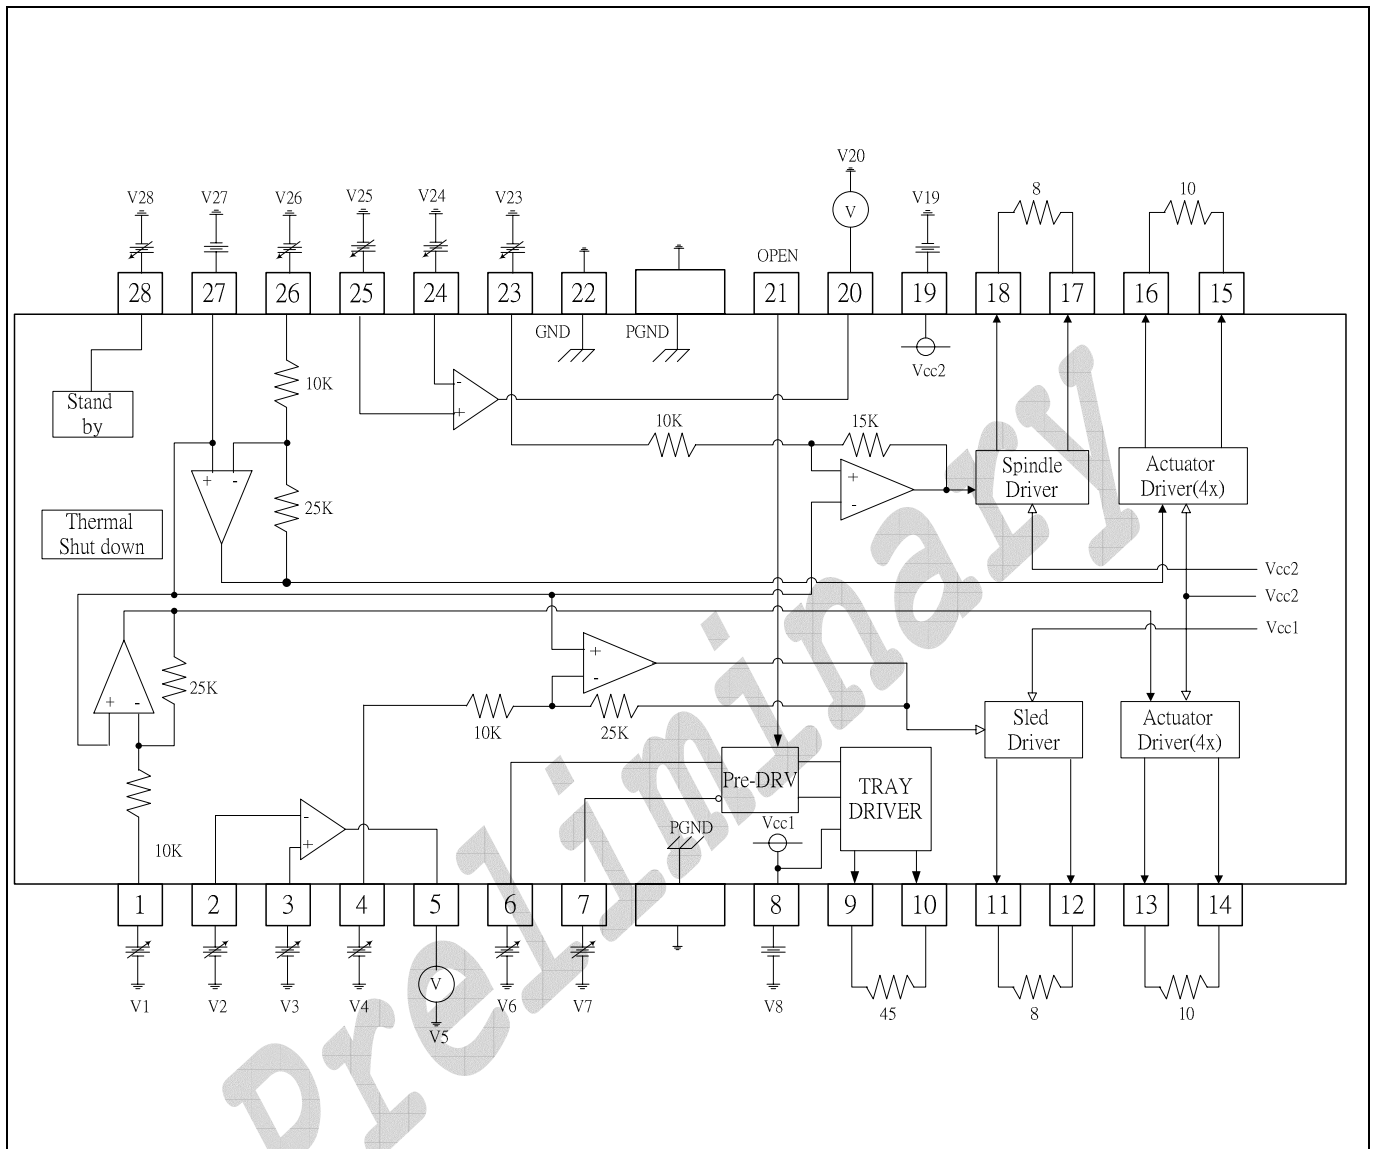 V20
V28 V27 V26 V25 V24 V23 V V19 8 10
OPEN
28 27 26 25 24 23 22 21 20 19 18 17 16 15
GND PGND
Vcc2
10K
Stand
by
10K 15K
Spindle
Driver
Actuator
Driver(4x)
+ -
- +
+ -
25K
Thermal
Shut down
Vcc2
Vcc2
Vcc1
+ -
25K
+ -
10K 25K
Sled
Driver
Actuator
Driver(4x)
Pre-DRV
TRAY
DRIVER
- +
10K
PGND
Vcc1
1 2 3 4 5 6 7 8 9 10 11 12 13 14
V
V1 V2 V3 V4 V6 V7 V8 45 8 10
V5
Preliminary